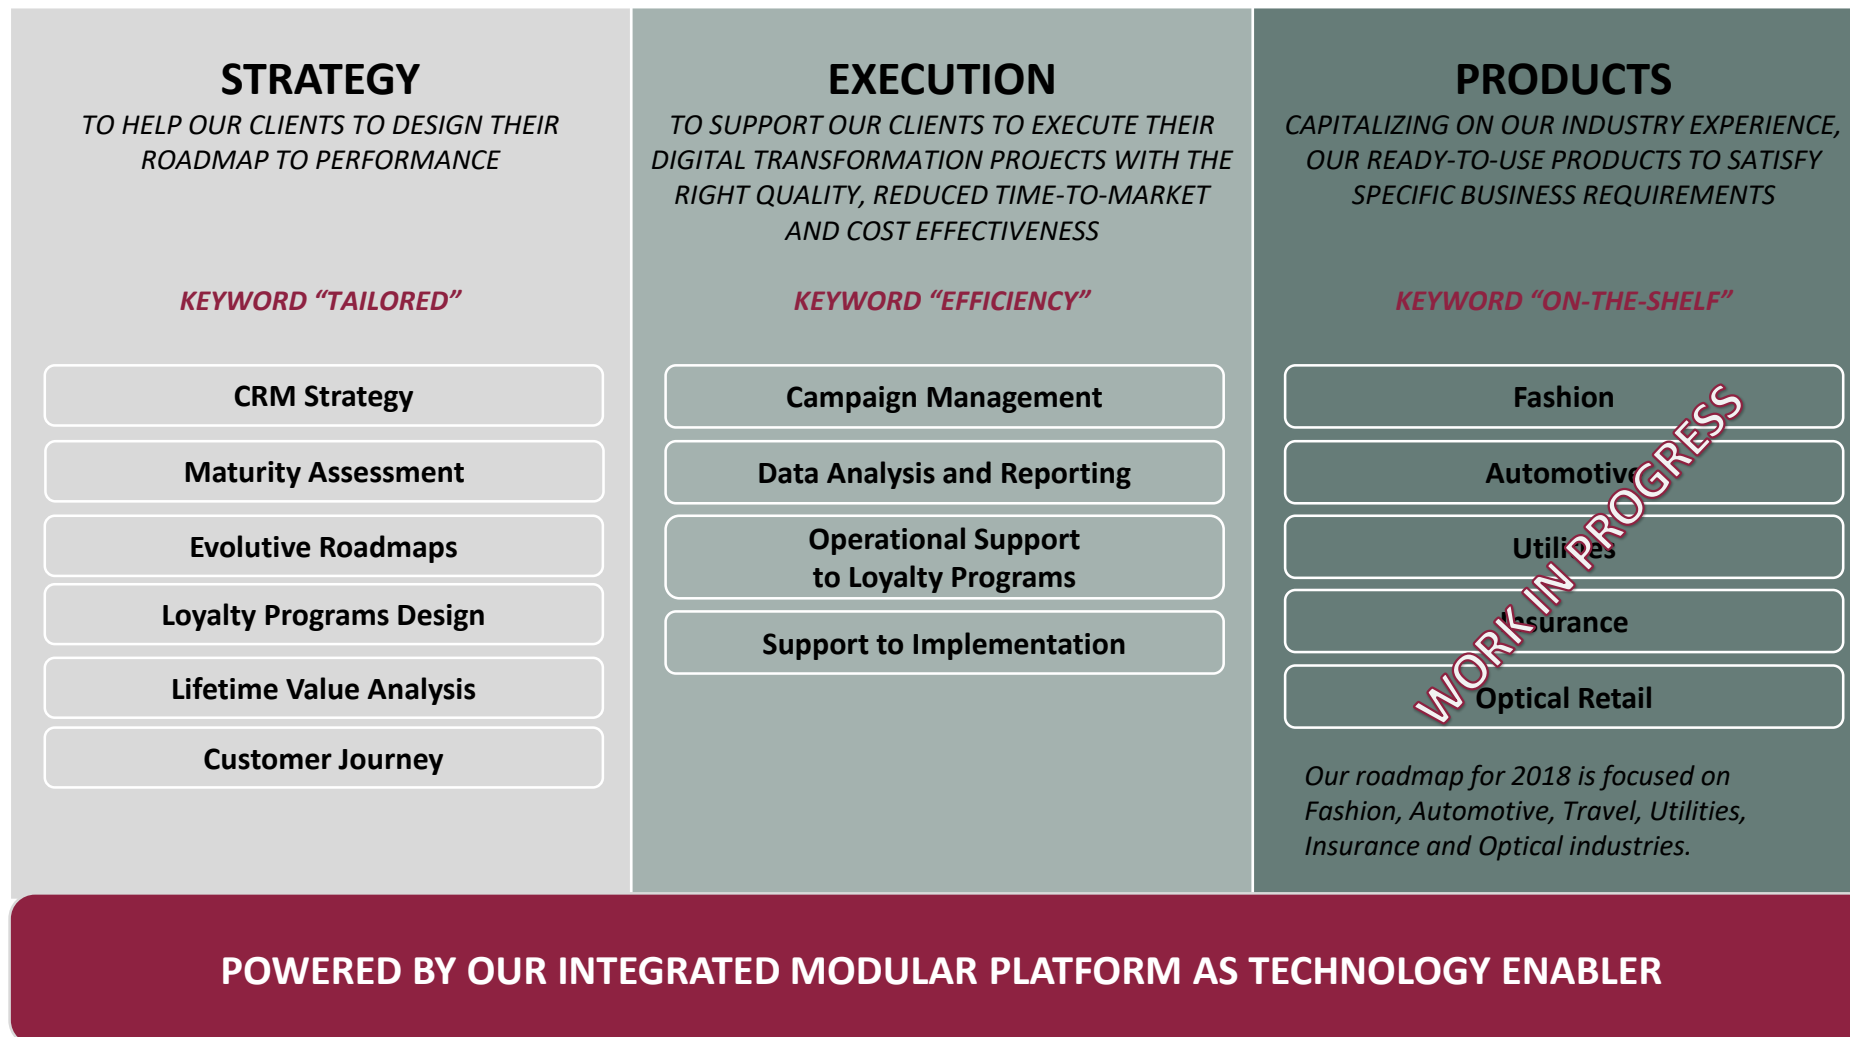 STRATEGY
TO HELP OUR CLIENTS TO DESIGN THEIR
ROADMAP TO PERFORMANCE
KEYWORD “TAILORED”
CRM Strategy
Maturity Assessment
Evolutive Roadmaps
Loyalty Programs Design
Lifetime Value Analysis
Customer Journey
EXECUTION
TO SUPPORT OUR CLIENTS TO EXECUTE THEIR
DIGITAL TRANSFORMATION PROJECTS WITH THE
RIGHT QUALITY, REDUCED TIME-TO-MARKET
AND COST EFFECTIVENESS
KEYWORD “EFFICIENCY”
Campaign Management
Data Analysis and Reporting
Operational Support
to Loyalty Programs
Support to Implementation
PRODUCTS
CAPITALIZING ON OUR INDUSTRY EXPERIENCE,
OUR READY-TO-USE PRODUCTS TO SATISFY
SPECIFIC BUSINESS REQUIREMENTS
KEYWORD “ON-THE-SHELF”
Fashion
Automotive
Utilities
Insurance
Optical Retail
WORK IN PROGRESS
Our roadmap for 2018 is focused on
Fashion, Automotive, Travel, Utilities,
Insurance and Optical industries.
POWERED BY OUR INTEGRATED MODULAR PLATFORM AS TECHNOLOGY ENABLER